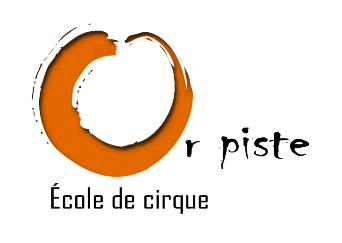 Or piste
École de cirque